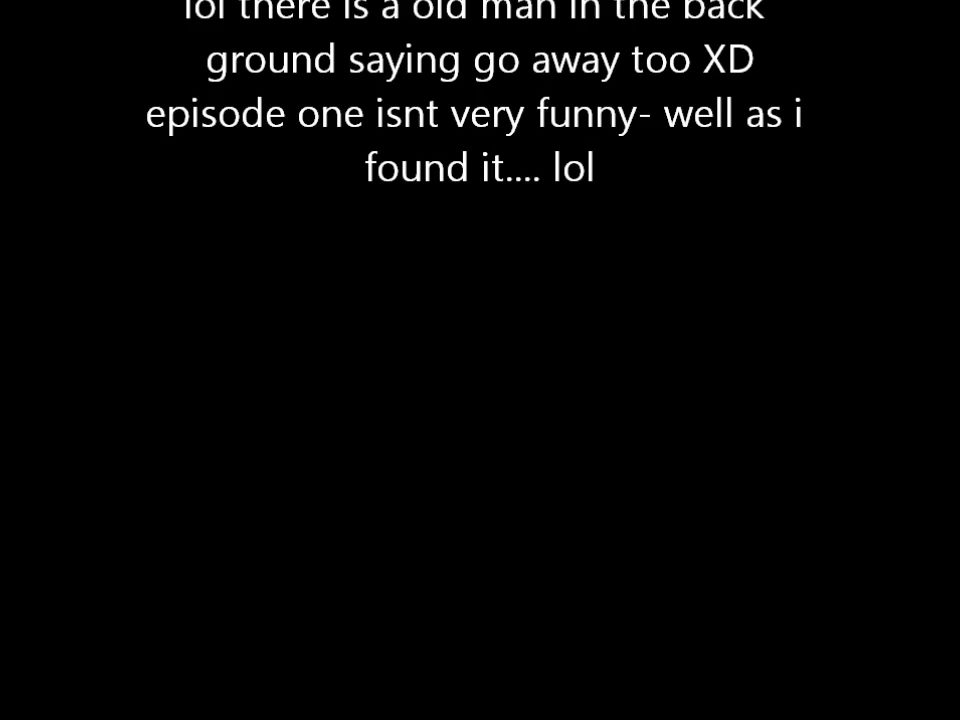 lol there is a old man in the back
ground saying go away too XD
episode one isnt very funny- well as i
found it.... lol